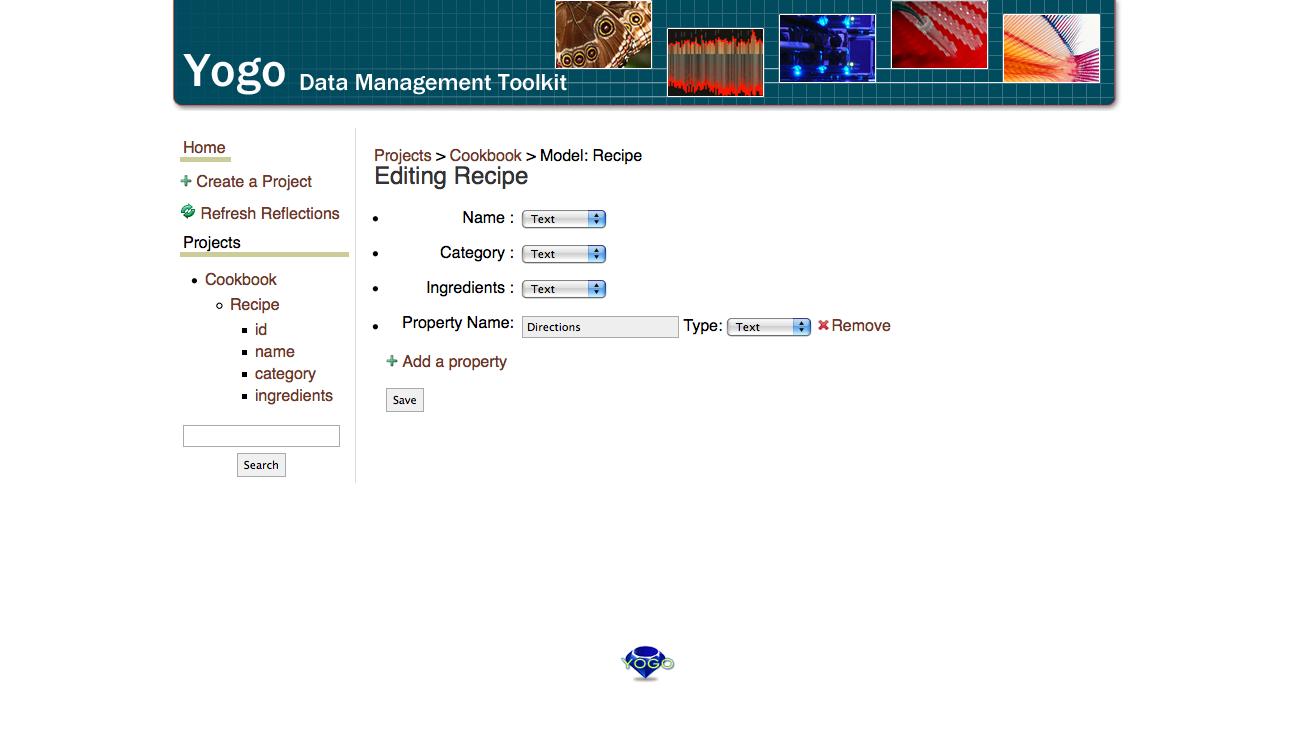 Yogo Data Management Toolkit
Home
Create a Project
Refresh Reflections
Projects
Cookbook
Recipe
id
name
category
ingredients
Search
Projects > Cookbook > Model: Recipe
Editing Recipe
Name : Text
Category : Text
Ingredients : Text
Property Name: Directions Type: Text Remove
Add a property
Save
YOGO